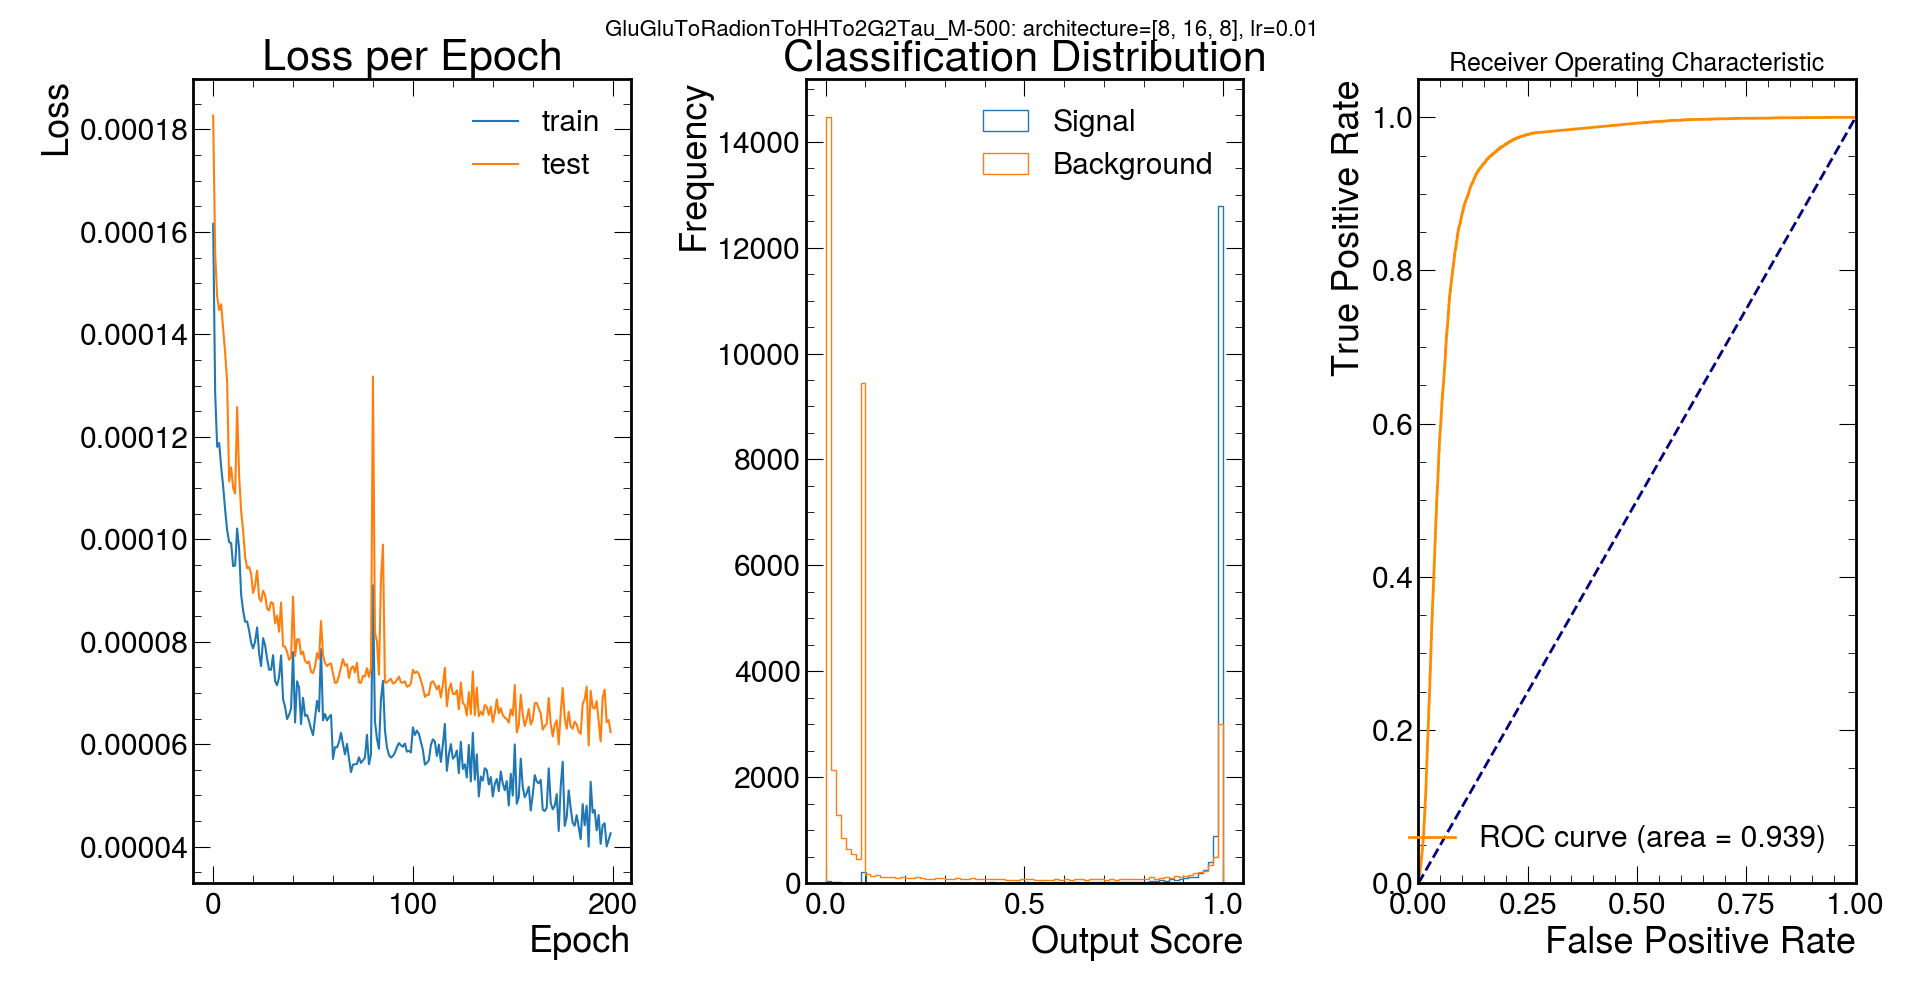 GluGluToRadionToHHTo2G2Tau_M-500: architecture=[8, 16, 8], lr=0.01
Loss per Epoch
Loss
0.00018
0.00016
0.00014
0.00012
0.00010
0.00008
0.00006
0.00004
train
test
0 100 200
Epoch
Classification Distribution
Frequency
14000
12000
10000
8000
6000
4000
2000
0
Signal
Background
0.0 0.5 1.0
Output Score
Receiver Operating Characteristic
True Positive Rate
1.0
0.8
0.6
0.4
0.2
0.0
ROC curve (area = 0.939)
0.00 0.25 0.50 0.75 1.00
False Positive Rate